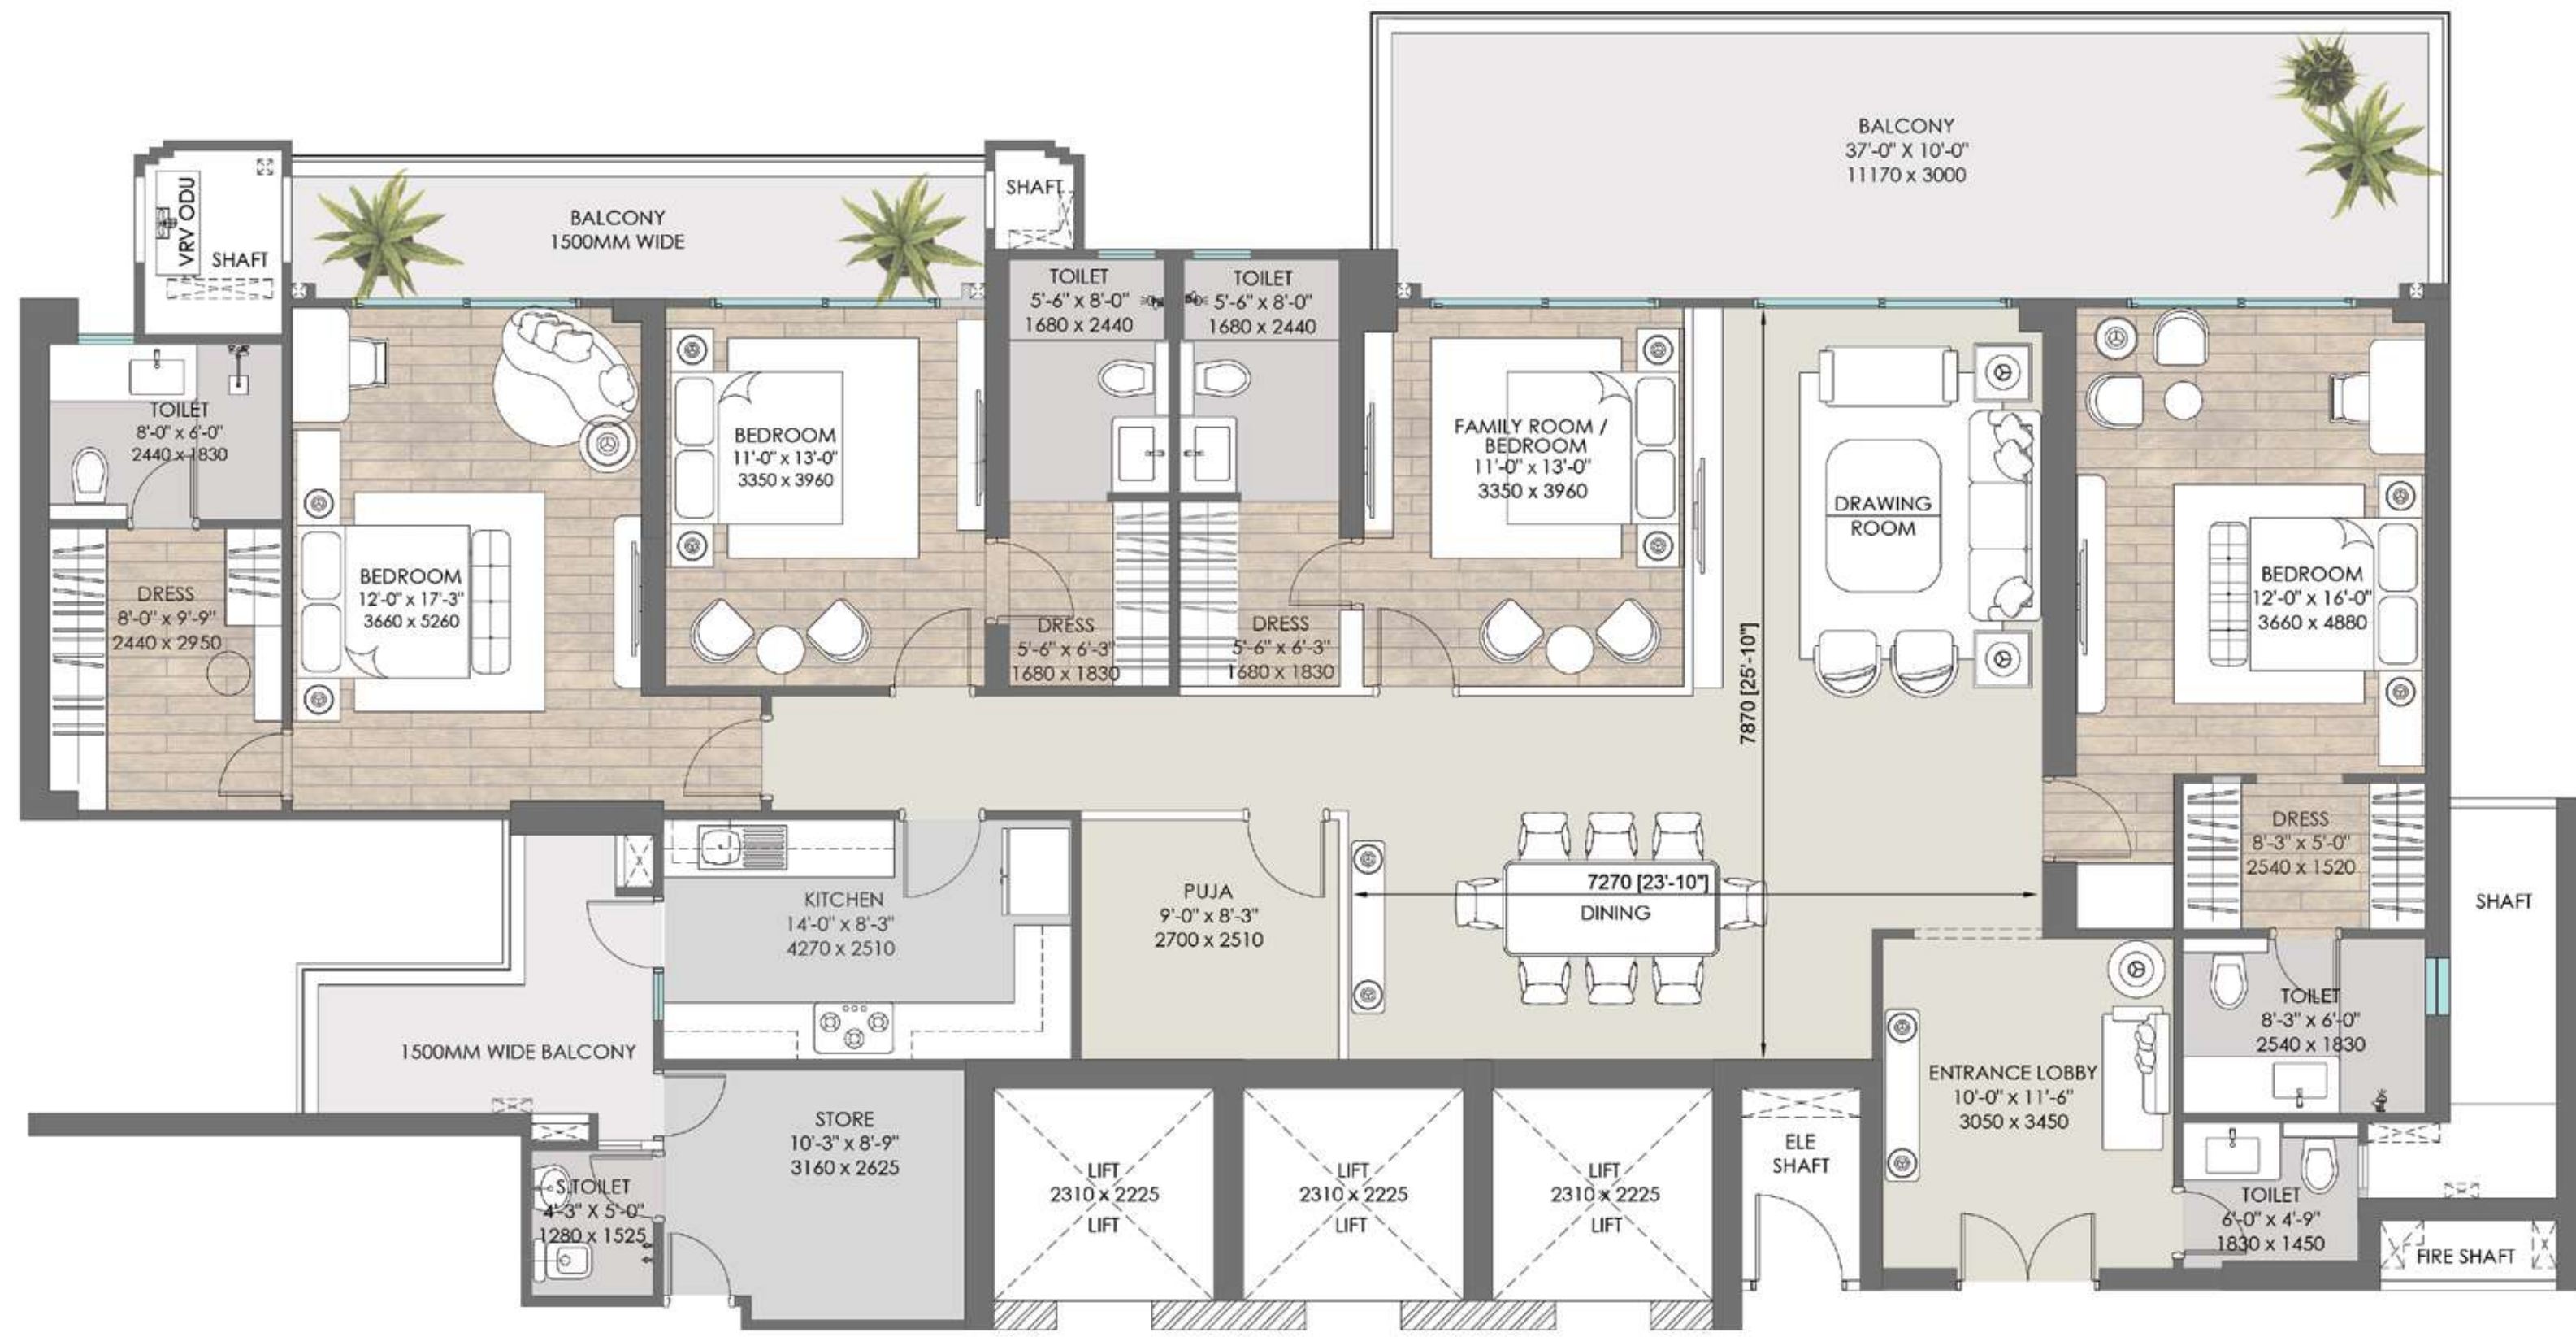 BALCONY
37'-0" X 10'-0"
11170 x 3000
VRV ODU
SHAFT
BALCONY
1500MM WIDE
SHAFT
TOILET
5'-6" x 8'-0"
1680 x 2440
TOILET
5'-6" x 8'-0"
1680 x 2440
TOILET
8'-0" x 6'-0"
2440 x 1830
BEDROOM
11'-0" x 13'-0"
3350 x 3960
FAMILY ROOM /
BEDROOM
11'-0" x 13'-0"
3350 x 3960
DRAWING
ROOM
DRESS
8'-0" x 9'-9"
2440 x 2950
BEDROOM
12'-0" x 17'-3"
3660 x 5260
DRESS
5'-6" x 6'-3"
1680 x 1830
DRESS
5'-6" x 6'-3"
1680 x 1830
7870 [25'-10"]
BEDROOM
12'-0" x 16'-0"
3660 x 4880
DRESS
8'-3" x 5'-0"
2540 x 1520
SHAFT
KITCHEN
14'-0" x 8'-3"
4270 x 2510
PUJA
9'-0" x 8'-3"
2700 x 2510
7270 [23'-10"]
DINING
1500MM WIDE BALCONY
TOILET
8'-3" x 6'-0"
2540 x 1830
ENTRANCE LOBBY
10'-0" x 11'-6"
3050 x 3450
STORE
10'-3" x 8'-9"
3160 x 2625
S.TOILET
4'-3" X 5'-0"
1280 x 1525
LIFT
2310 x 2225
LIFT
LIFT
2310 x 2225
LIFT
LIFT
2310 x 2225
LIFT
ELE
SHAFT
TOILET
6'-0" x 4'-9"
1830 x 1450
FIRE SHAFT